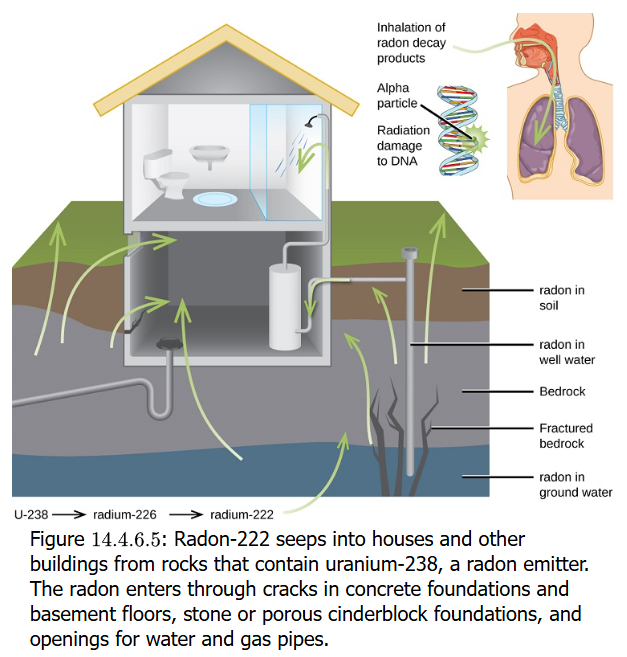 Inhalation of
radon decay
products
Alpha
particle
Radiation
damage
to DNA
radon in
soil
radon in
well water
Bedrock
Fractured
bedrock
radon in
ground water
U-238 → radium-226 → radium-222
Figure 14.4.6.5: Radon-222 seeps into houses and other
buildings from rocks that contain uranium-238, a radon emitter.
The radon enters through cracks in concrete foundations and
basement floors, stone or porous cinderblock foundations, and
openings for water and gas pipes.